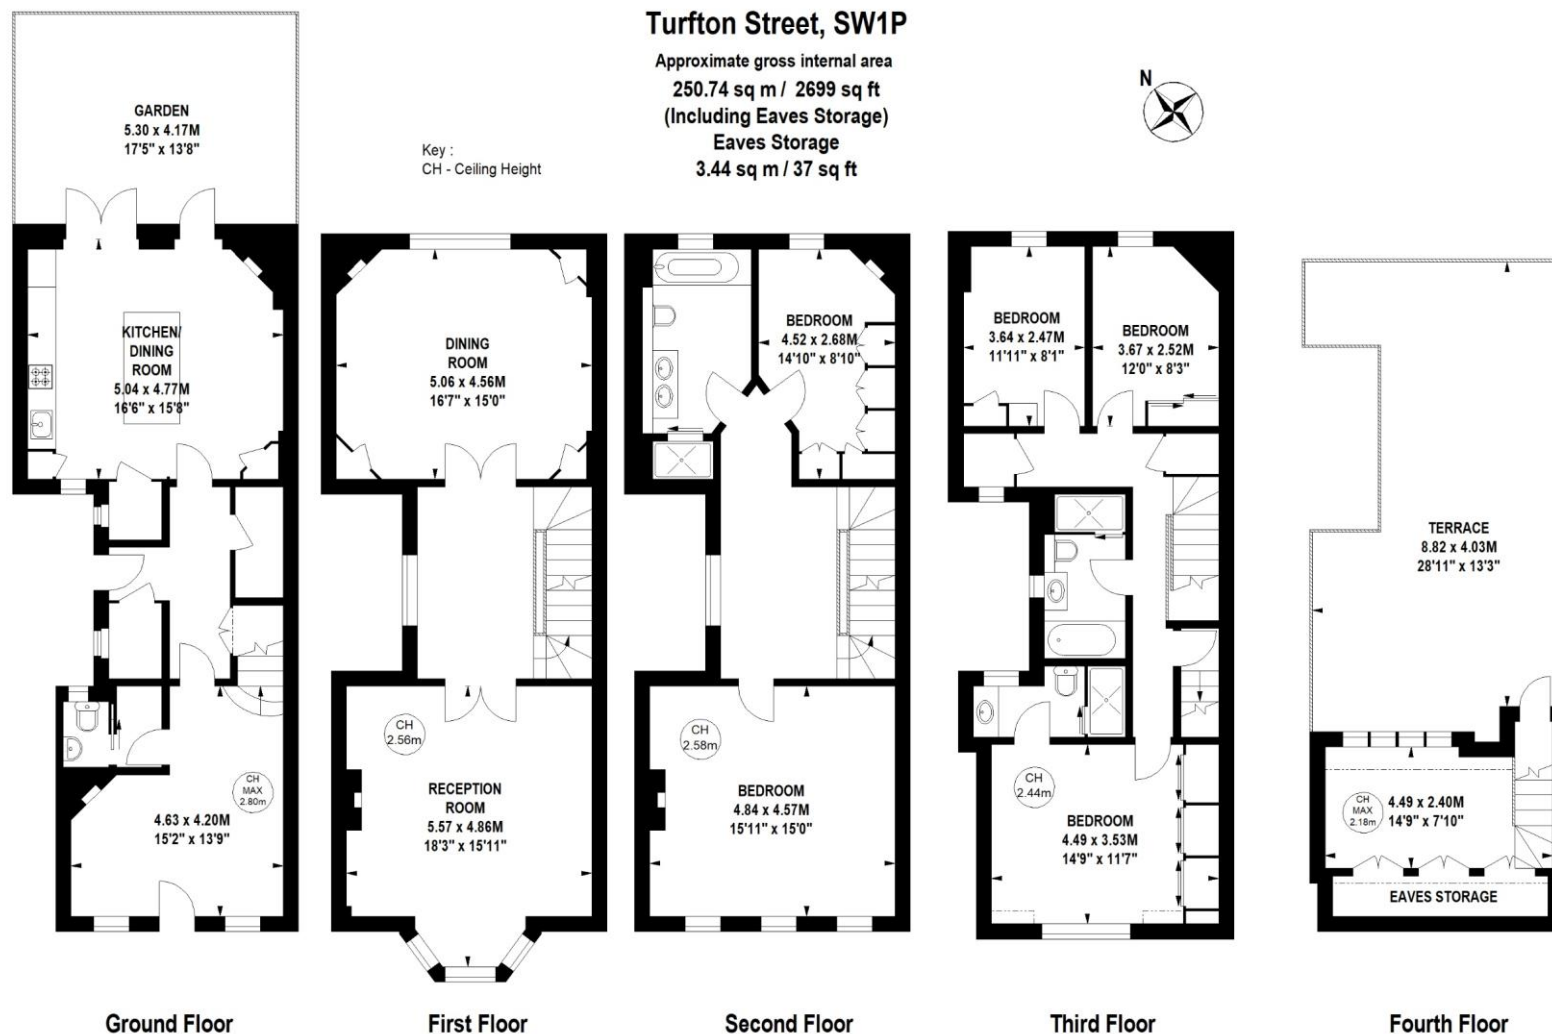 Turfton Street, SW1P
Approximate gross internal area
250.74 sq m / 2699 sq ft
(Including Eaves Storage)
Eaves Storage
3.44 sq m / 37 sq ft
N
Key :
CH - Ceiling Height
GARDEN
5.30 x 4.17M
17'5" x 13'8"
KITCHEN/
DINING
ROOM
5.04 x 4.77M
16'6" x 15'8"
CH
MAX
2.80m
4.63 x 4.20M
15'2" x 13'9"
Ground Floor
DINING
ROOM
5.06 x 4.56M
16'7" x 15'0"
CH
2.56m
RECEPTION
ROOM
5.57 x 4.86M
18'3" x 15'11"
First Floor
BEDROOM
4.52 x 2.68M
14'10" x 8'10"
CH
2.58m
BEDROOM
4.84 x 4.57M
15'11" x 15'0"
Second Floor
BEDROOM
3.64 x 2.47M
11'11" x 8'1"
BEDROOM
3.67 x 2.52M
12'0" x 8'3"
CH
2.44m
BEDROOM
4.49 x 3.53M
14'9" x 11'7"
Third Floor
TERRACE
8.82 x 4.03M
28'11" x 13'3"
CH
MAX
2.18m
4.49 x 2.40M
14'9" x 7'10"
EAVES STORAGE
Fourth Floor